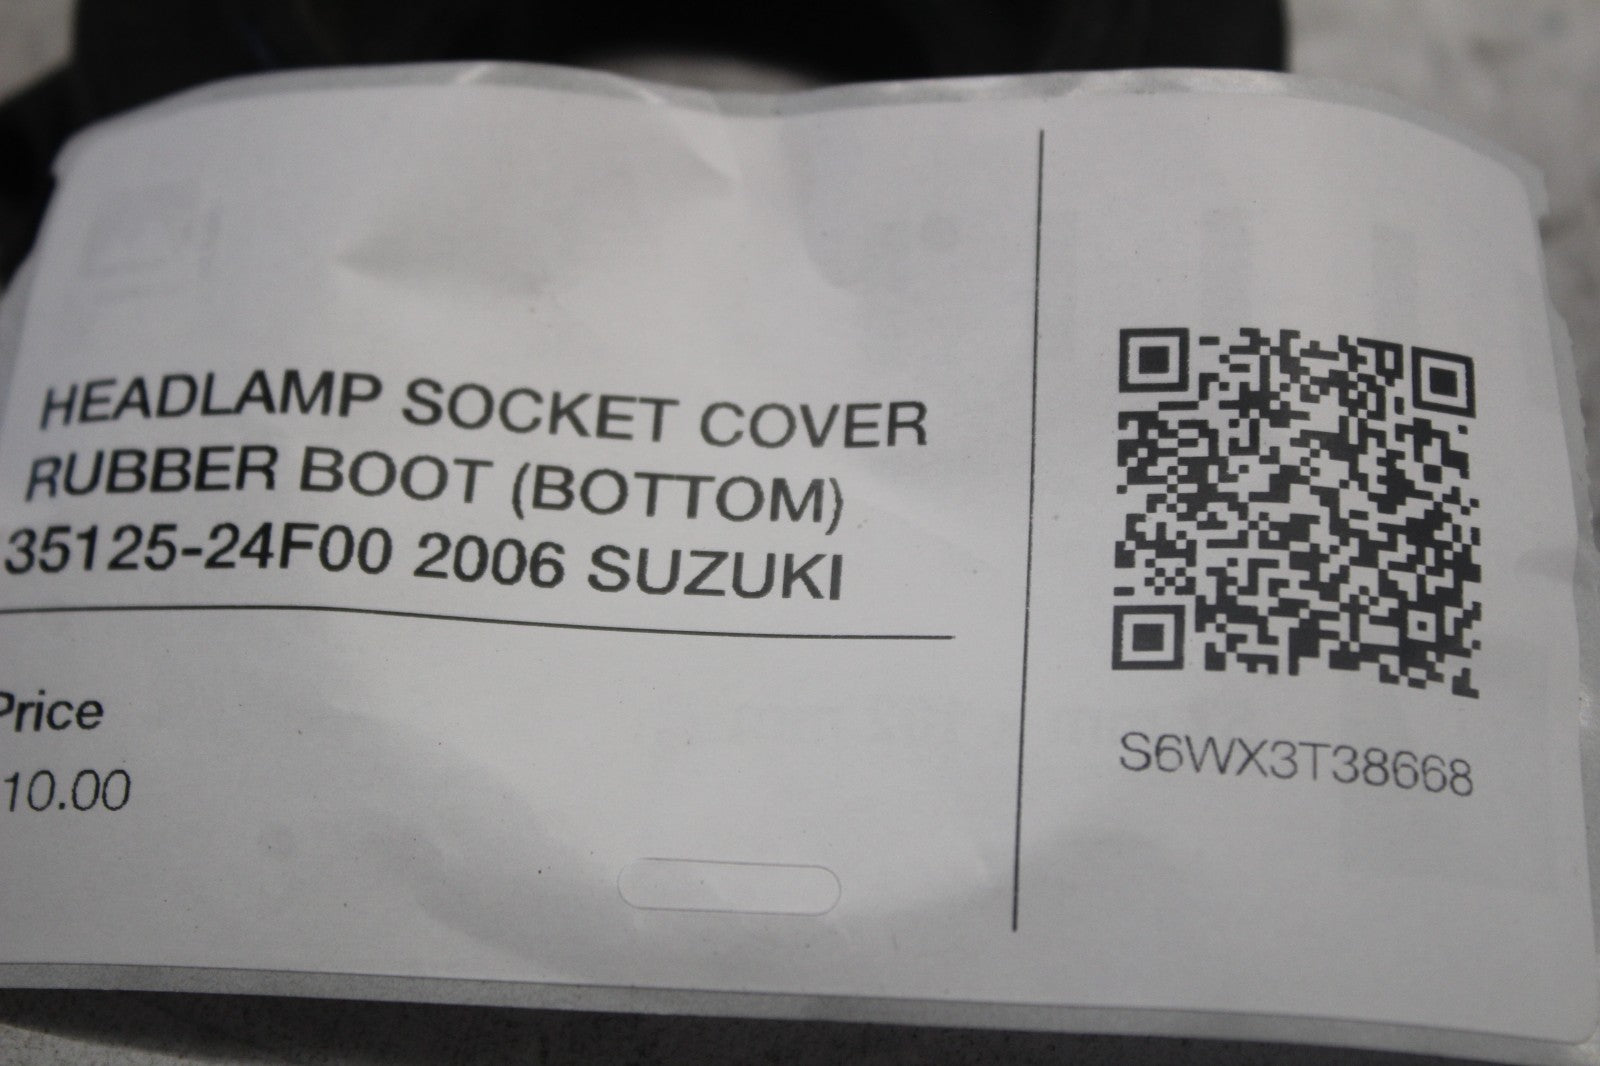 HEADLAMP SOCKET COVER
RUBBER BOOT (BOTTOM)
35125-24F00 2006 SUZUKI
Price
10.00
S6WX3T38668